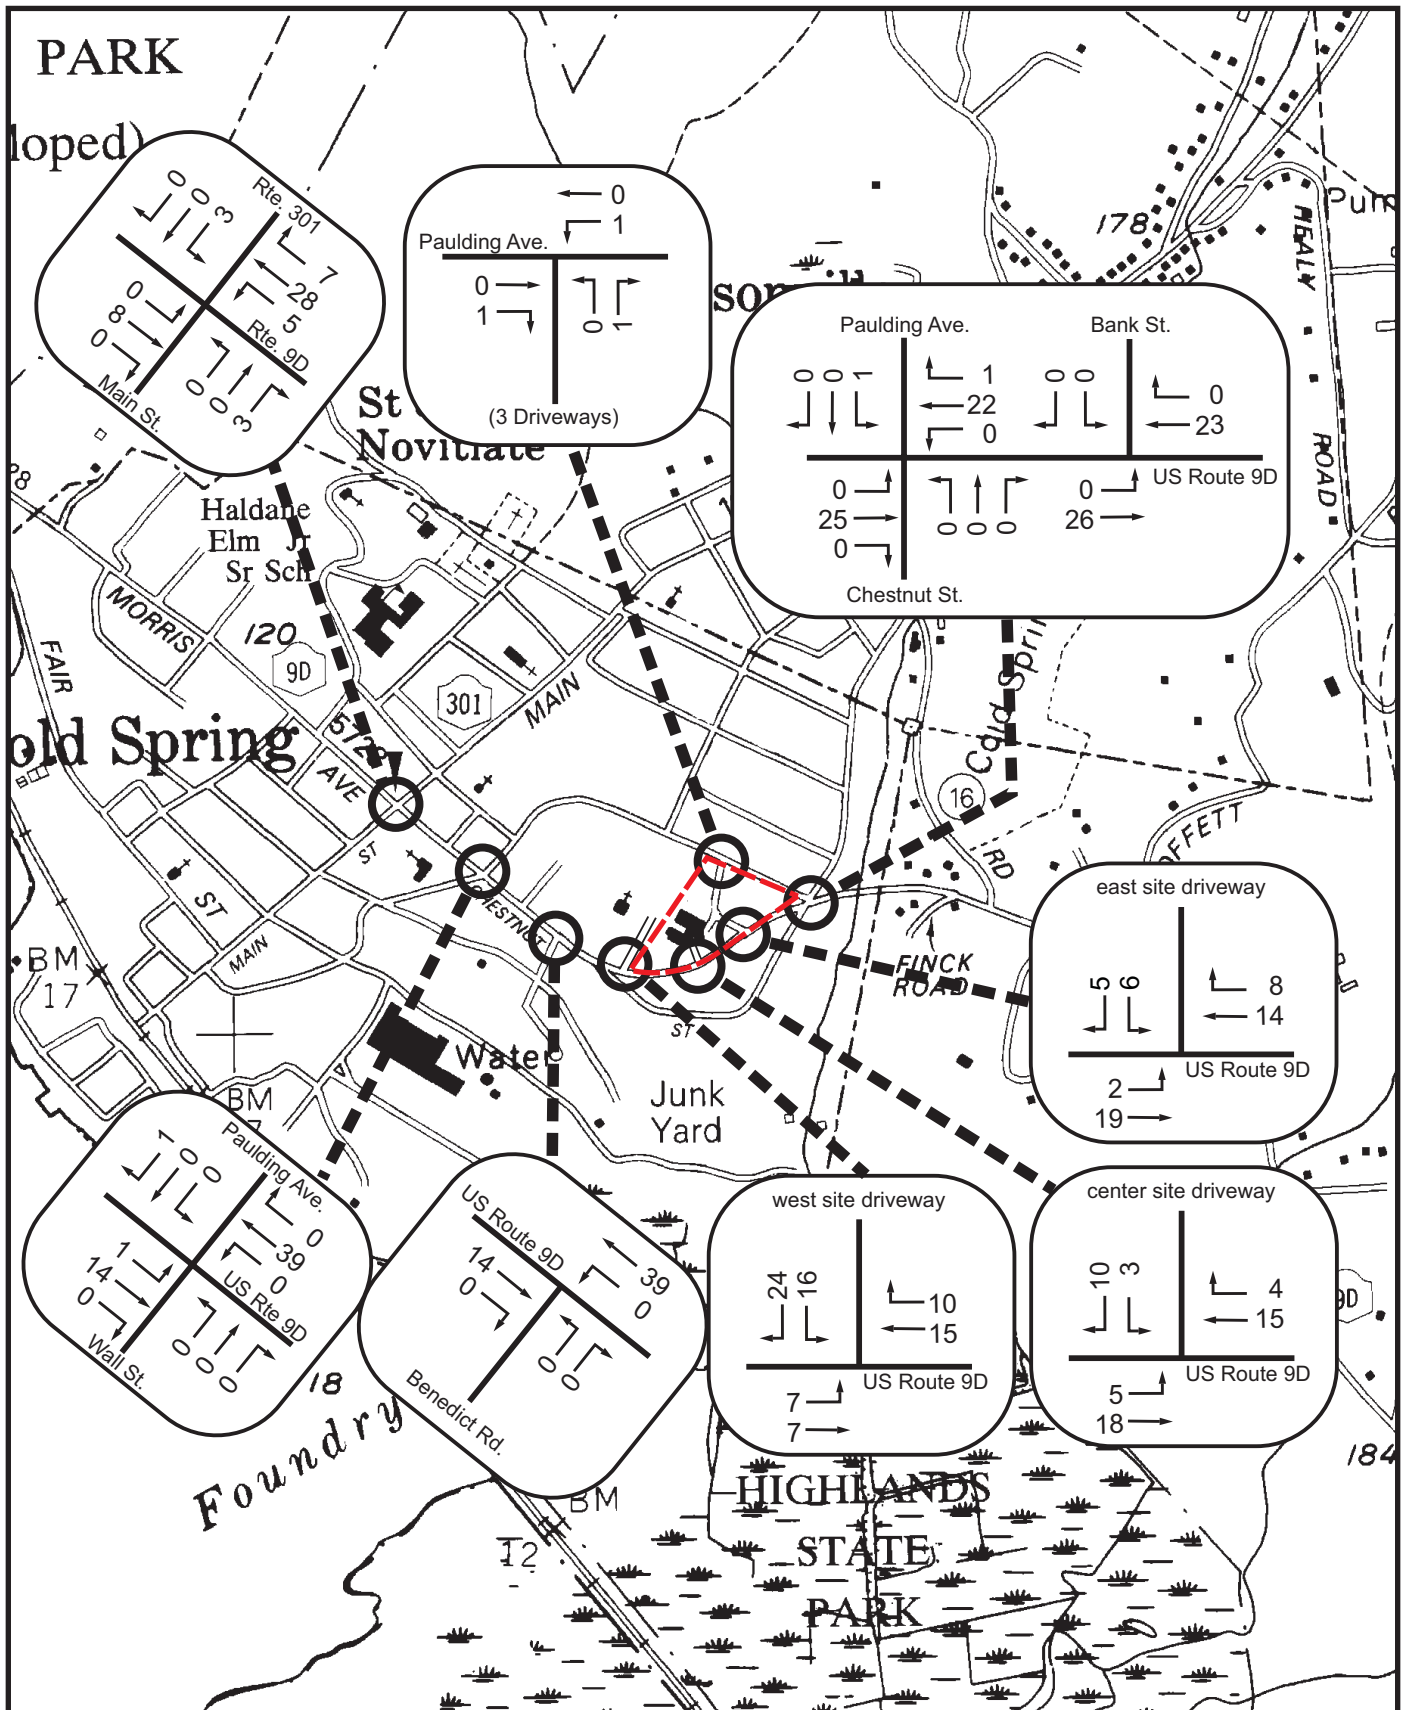 PARK
loped)
0
0
3
Rte. 301
7
28
5
0
8
0
Rte. 9D
Main St.
0
0
3
0
1
Paulding Ave.
0
1
0
1
(3 Driveways)
Paulding Ave.
Bank St.
0 0 1
1
22
0
0 0
0
23
US Route 9D
0
25
0
0 0 0
0
26
Chestnut St.
178
HEALY
ROAD
St
Novitiate
28
Haldane
Elm Jr
Sr Sch
MORRIS
120
9D
301
MAIN
FAIR
old Spring
AVE
ST
ST
MAIN
CHESTNUT
ST
Cold Spring
16
RD
FINCK
ROAD
BM
17
Water
Junk
Yard
BM
east site driveway
5 6
8
14
US Route 9D
2
19
1
0
0
Paulding Ave.
0
39
0
1
14
0
US Rte 9D
Wall St.
0
0
0
US Route 9D
14
0
39
0
0
0
Benedict Rd.
west site driveway
24 16
10
15
US Route 9D
7
7
center site driveway
10 3
4
15
US Route 9D
5
18
9D
184
18
Foundry
BM
12
HIGHLANDS
STATE
PARK